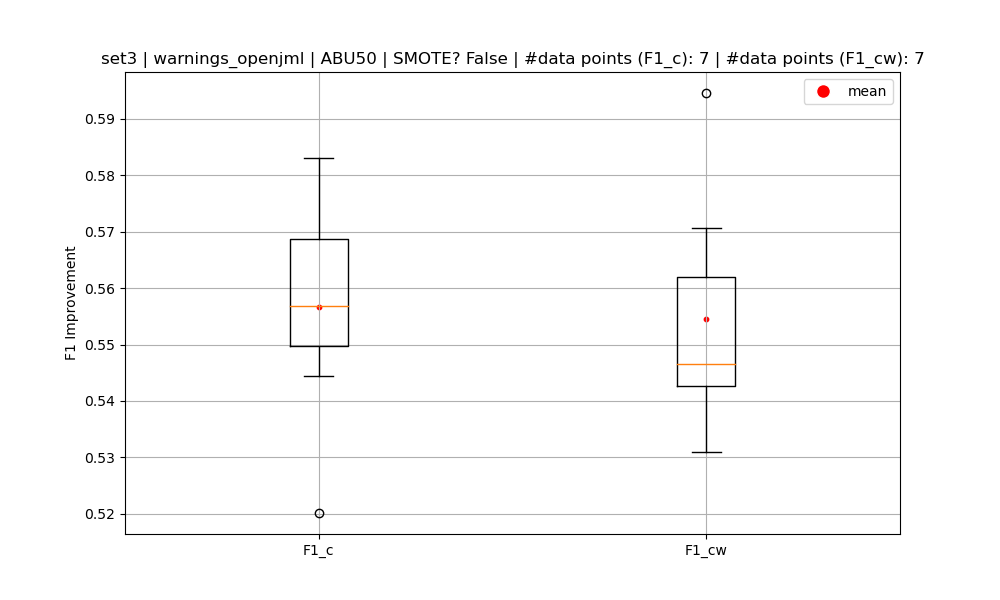 set3 | warnings_openjml | ABU50 | SMOTE? False | #data points (F1_c): 7 | #data points (F1_cw): 7
mean
0.59
0.58
0.57
0.56
0.55
0.54
0.53
0.52
F1 Improvement
F1_c
F1_cw